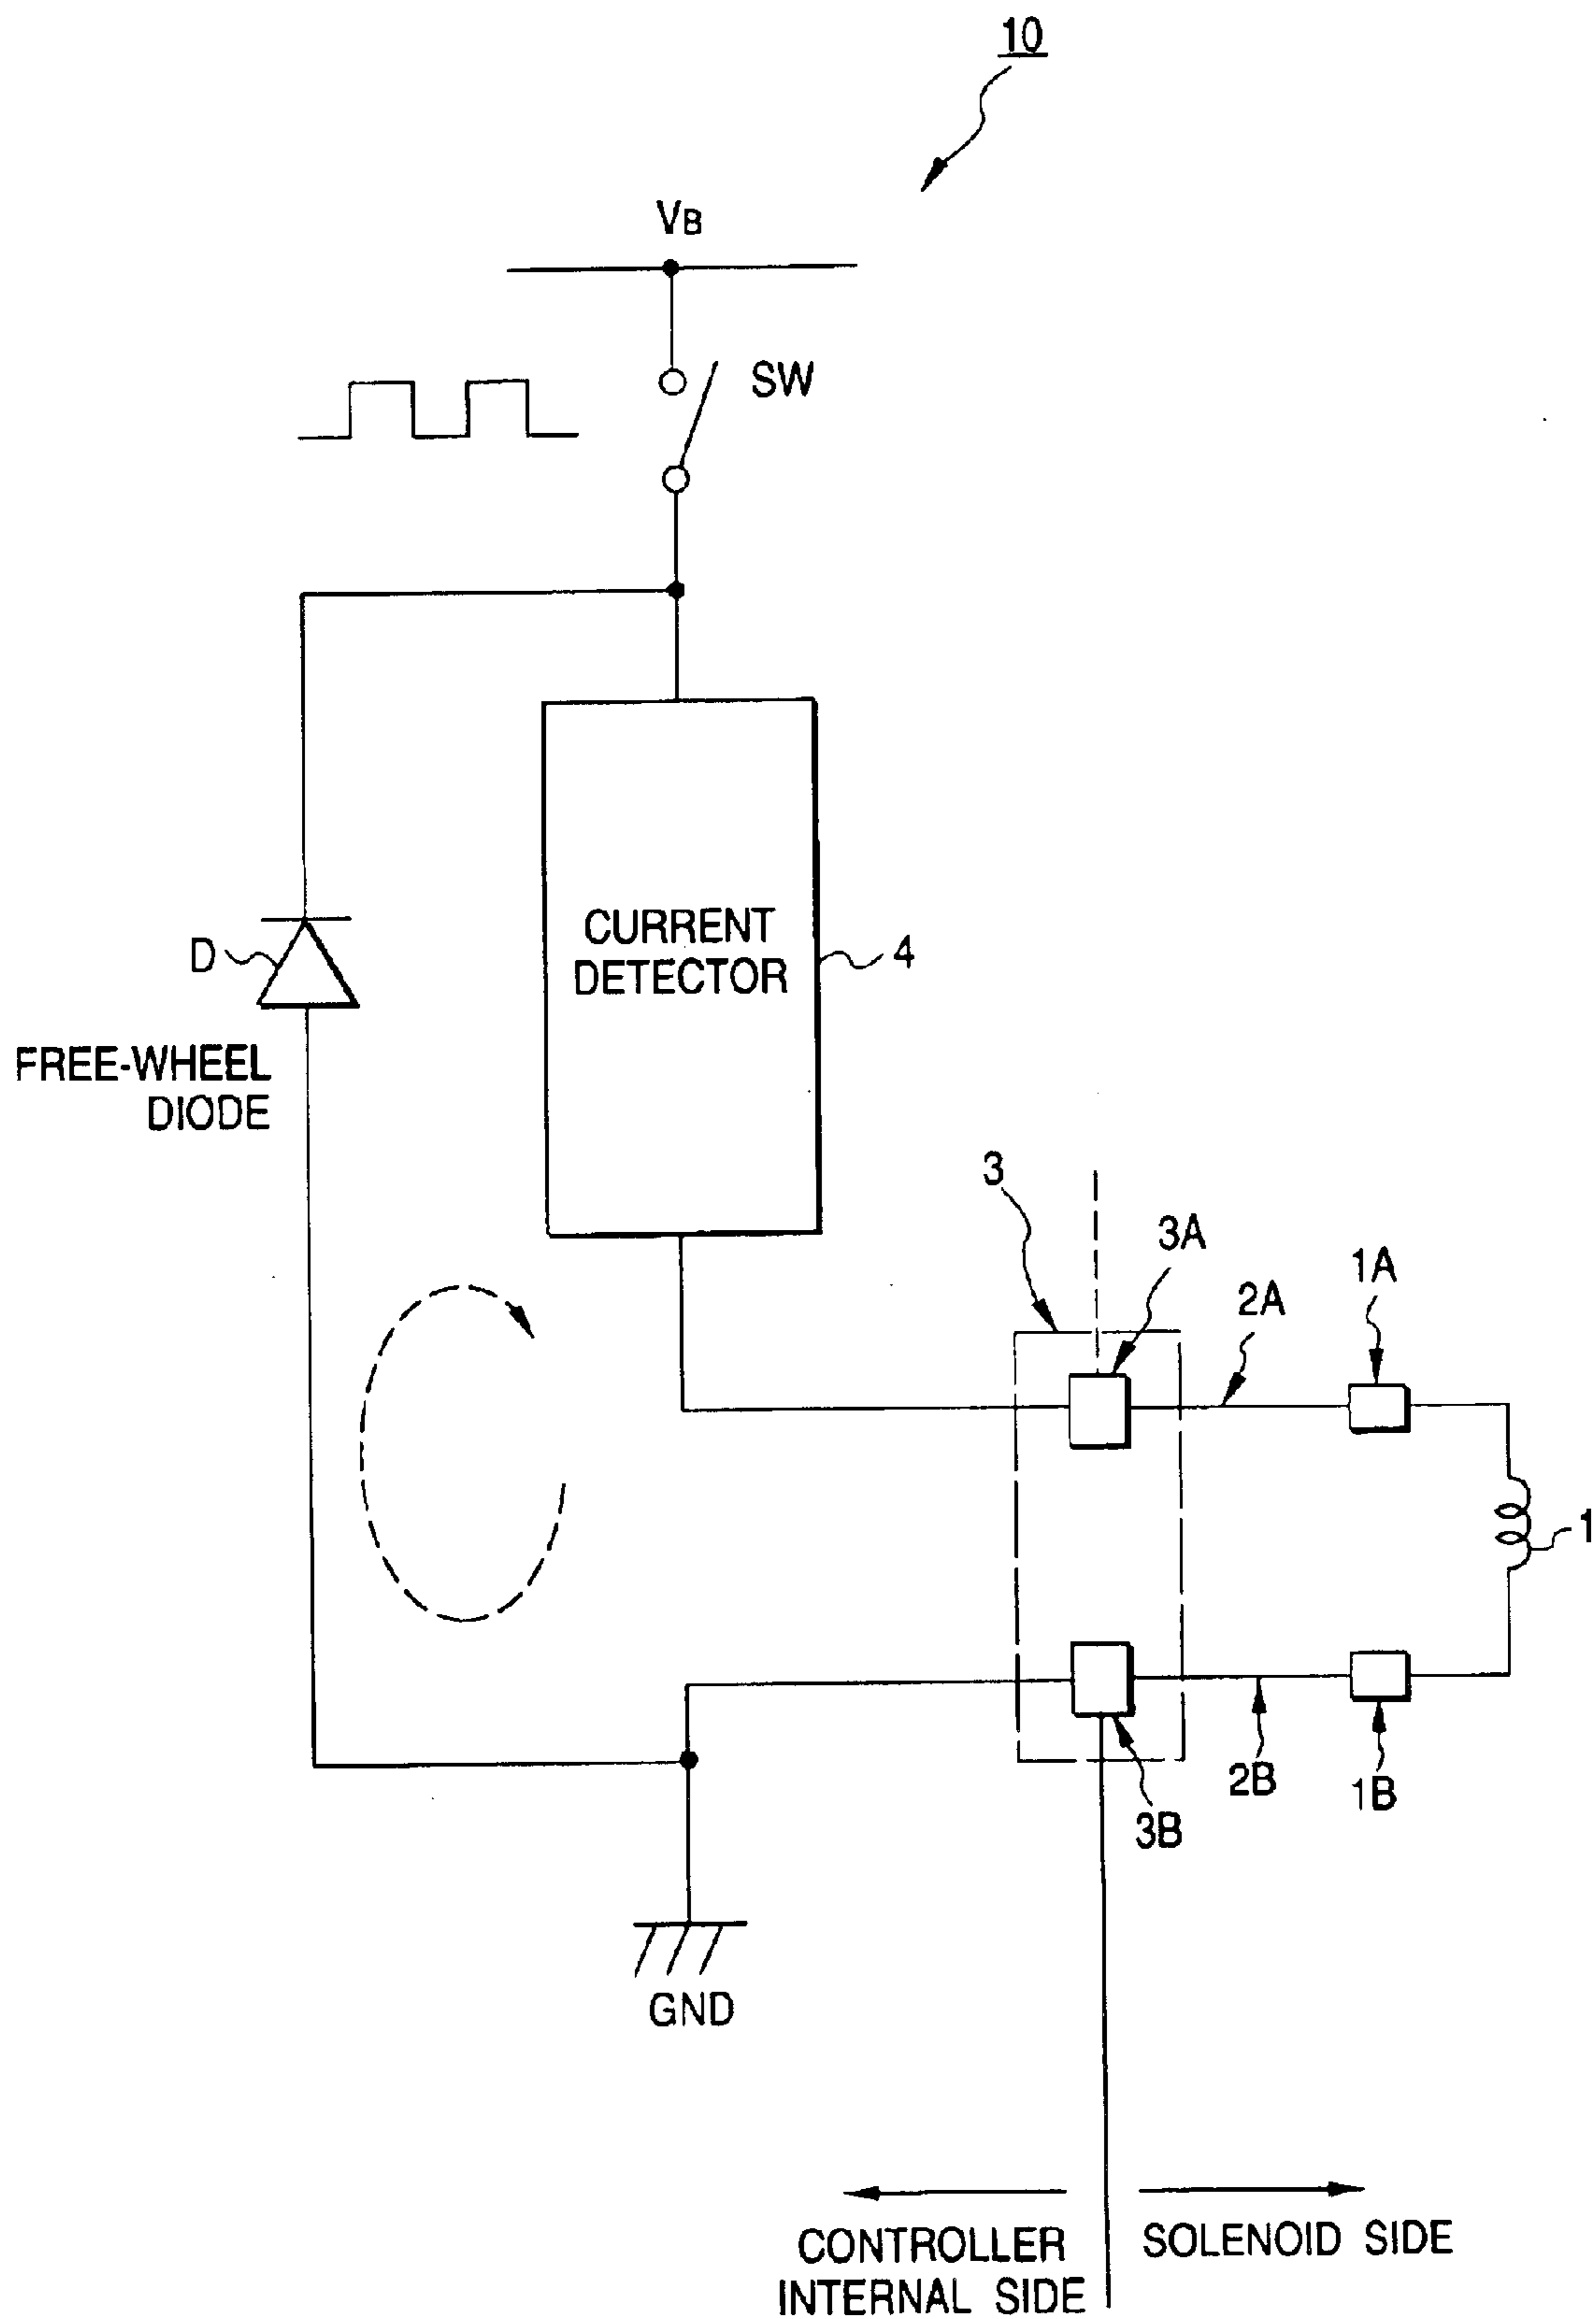 10
VB
SW
CURRENT
DETECTOR
4
D
FREE-WHEEL
DIODE
3
3A
2A
1A
1
2B
1B
3B
GND
CONTROLLER
INTERNAL SIDE
SOLENOID SIDE